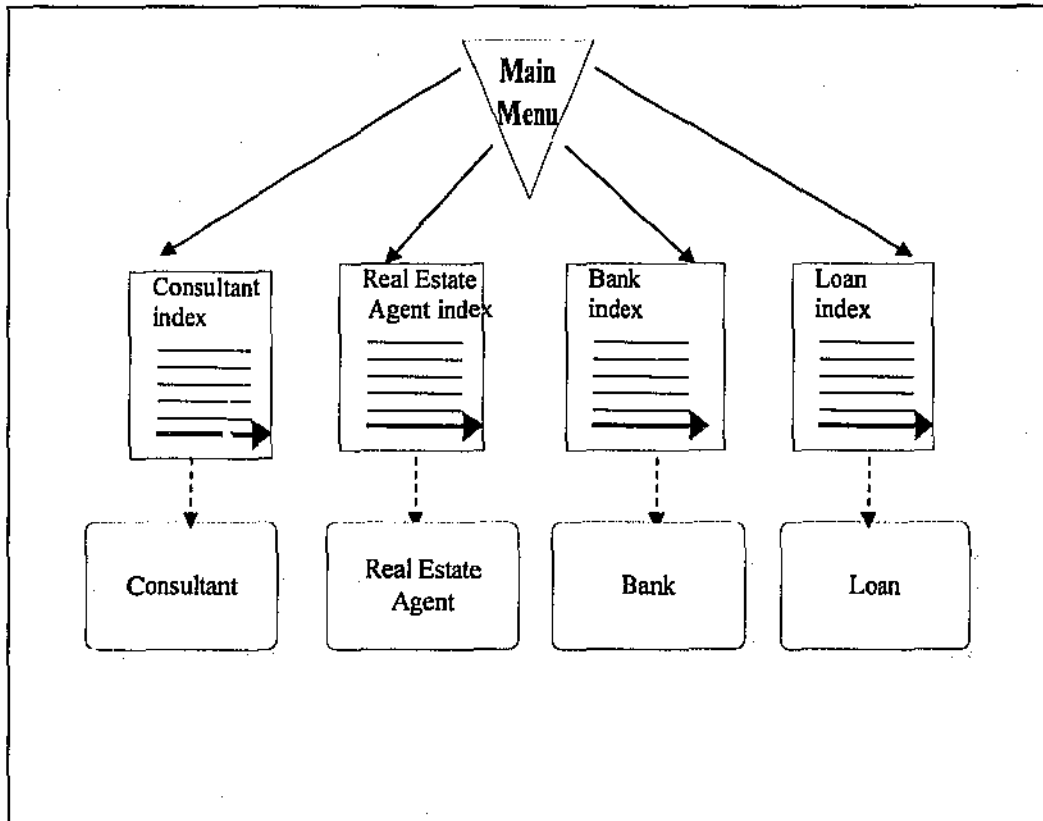 Main
Menu
Consultant
index
Real Estate
Agent index
Bank
index
Loan
index
Consultant
Real Estate
Agent
Bank
Loan